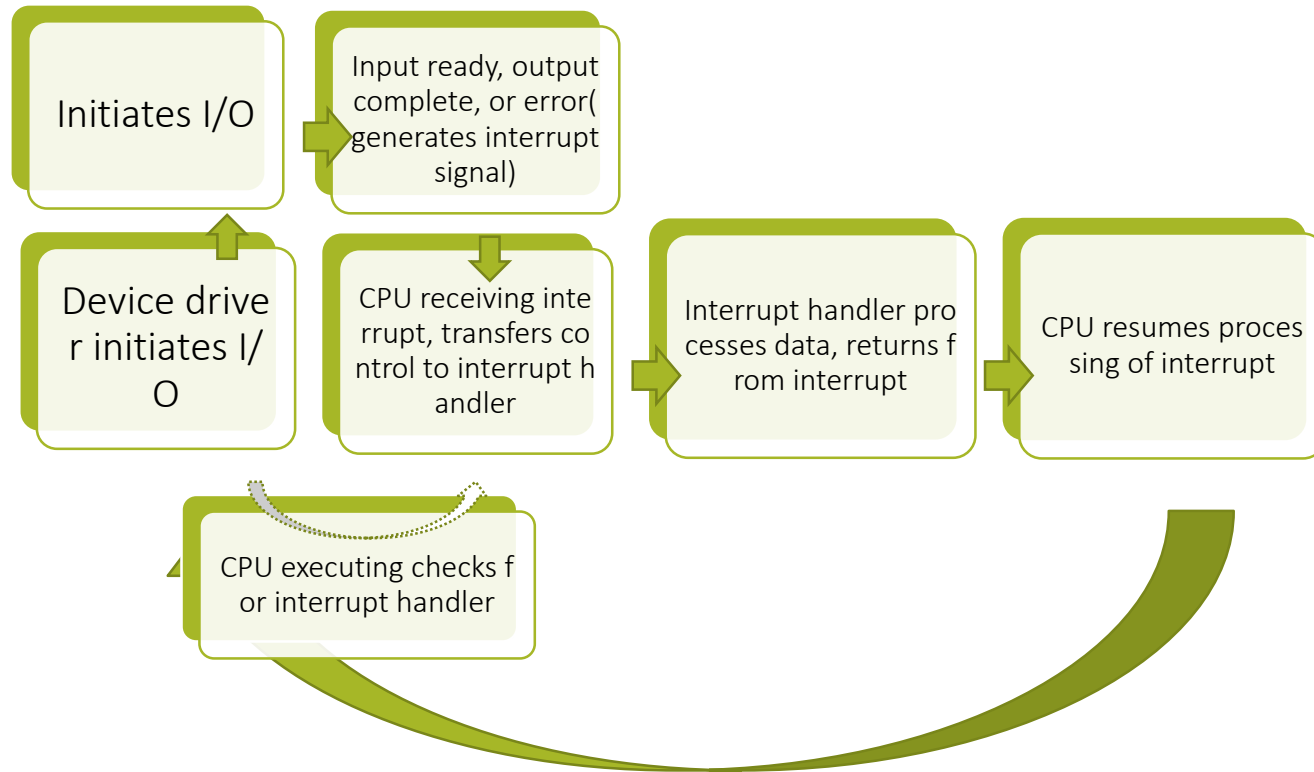 Initiates I/O
Input ready, output
complete, or error(
generates interrupt
signal)
Device drive
r initiates I/
O
CPU receiving inte
rrupt, transfers co
ntrol to interrupt h
andler
Interrupt handler pro
cesses data, returns f
rom interrupt
CPU resumes proces
sing of interrupt
CPU executing checks f
or interrupt handler